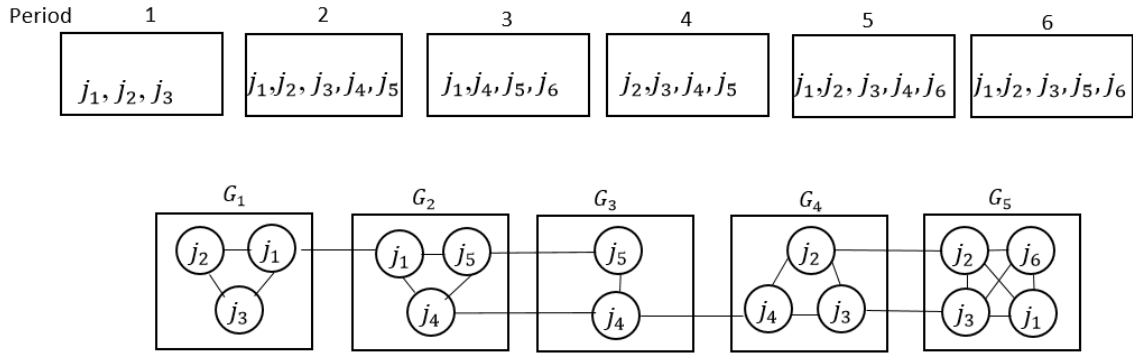 Period 1 2 3 4 5 6
j₁, j₂, j₃ j₁,j₂, j₃,j₄,j₅ j₁,j₄,j₅,j₆ j₂,j₃,j₄,j₅ j₁,j₂, j₃,j₄,j₆ j₁,j₂, j₃,j₅,j₆
G₁ G₂ G₃ G₄ G₅
j₂ j₁ j₁ j₅ j₅ j₂ j₂ j₆
j₃ j₄ j₄ j₄ j₃ j₃ j₁